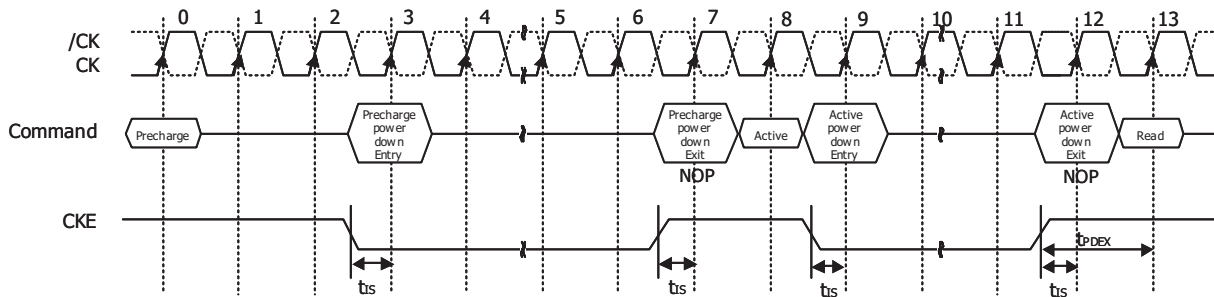 0 1 2 3 4 5 6 7 8 9 10 11 12 13
/CK
CK
Command
Precharge
Precharge
power
down
Entry
Precharge
power
down
Exit
NOP
Active
Active
power
down
Entry
Active
power
down
Exit
NOP
Read
CKE
tPDEX
tIS
tIS
tIS
tIS